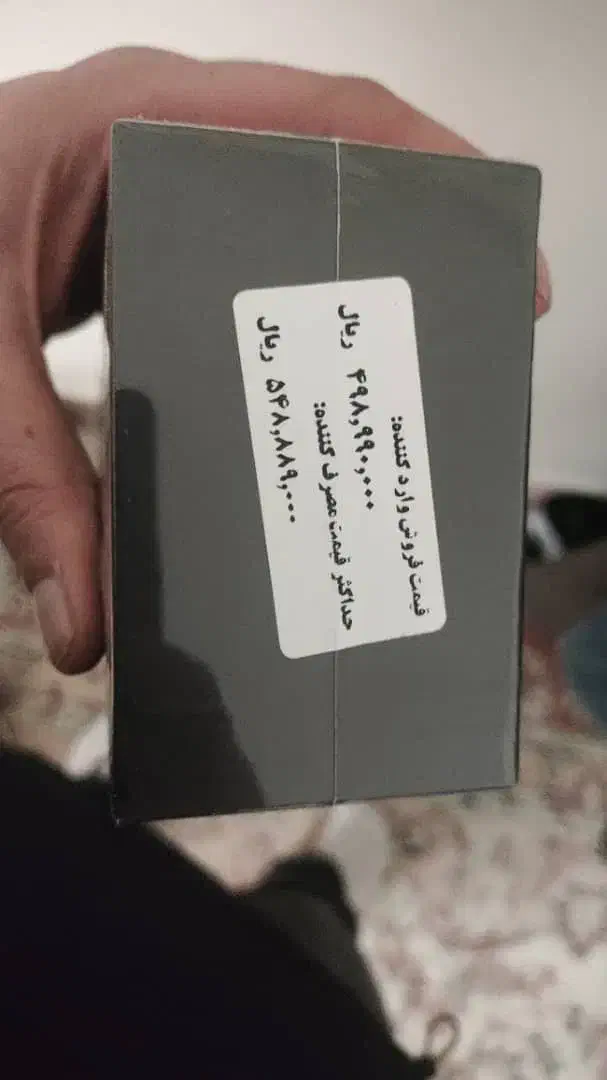 قیمت فروش وارد کننده:
۴۹۸,۹۹۰,۰۰۰ ریال
حداکثر قیمت مصرف کننده:
۵۴۸,۸۸۹,۰۰۰ ریال